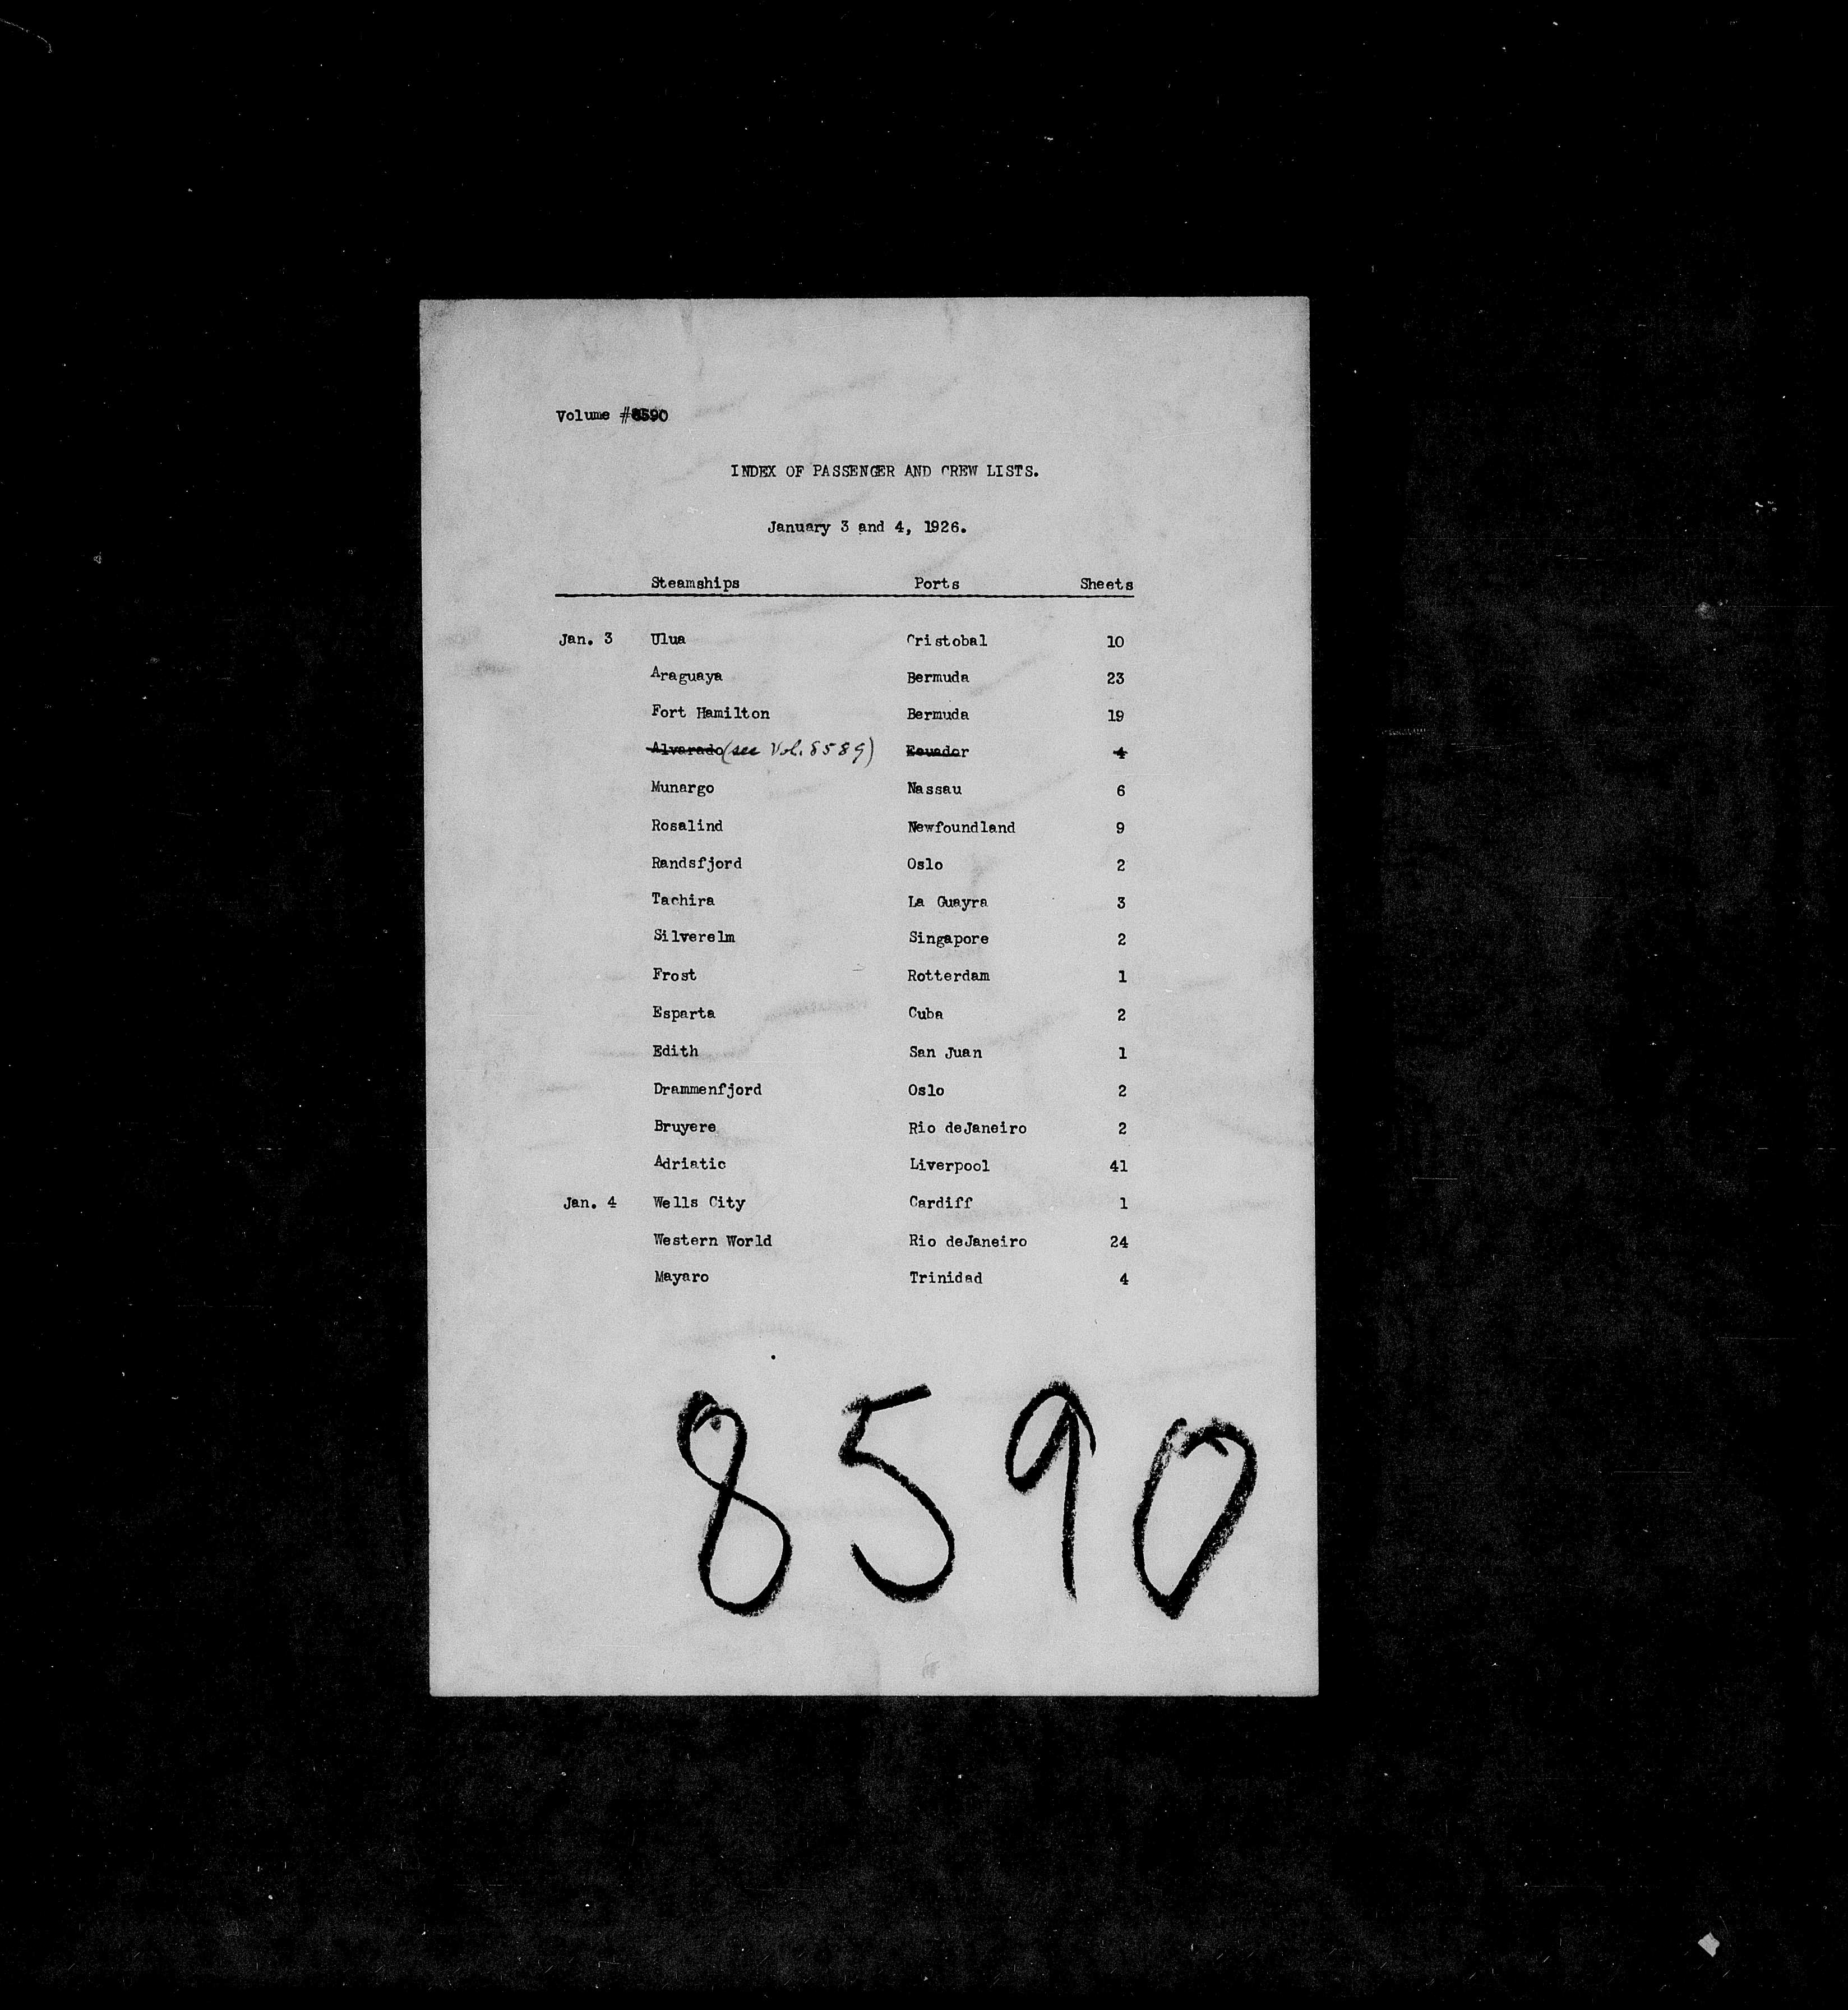 Volume #8590
INDEX OF PASSENGER AND CREW LISTS.
January 3 and 4, 1926.
Steamships Ports Sheets
Jan. 3 Ulua Cristobal 10
Araguaya Bermuda 23
Fort Hamilton Bermuda 19
Alvarado (see Vol. 8589) Ecuador 4
Munargo Nassau 6
Rosalind Newfoundland 9
Randsfjord Oslo 2
Tachira La Guayra 3
Silverelm Singapore 2
Frost Rotterdam 1
Esparta Cuba 2
Edith San Juan 1
Drammenfjord Oslo 2
Bruyere Rio deJaneiro 2
Adriatic Liverpool 41
Jan. 4 Wells City Cardiff 1
Western World Rio deJaneiro 24
Mayaro Trinidad 4
8590